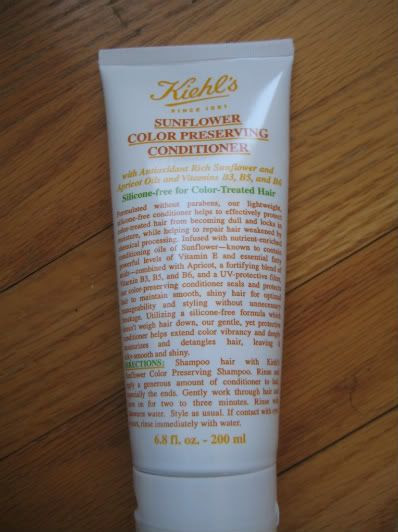 Kiehl's
SINCE 1851
SUNFLOWER
COLOR PRESERVING
CONDITIONER
with Antioxidant Rich Sunflower and
Apricot Oils and Vitamins B3, B5, and B6
Silicone-free for Color-Treated Hair
Formulated without parabens, our lightweight,
silicone-free conditioner helps to effectively protect
color-treated hair from becoming dull and locks in
moisture, while helping to repair hair weakened by
chemical processing. Infused with nutrient-enriched
conditioning oils of Sunflower—known to contain
powerful levels of Vitamin E and essential fatty
acids—combined with Apricot, a fortifying blend of
Vitamin B3, B5, and B6, and a UV-protective film,
our color-preserving conditioner seals and protects
hair to maintain smooth, shiny hair for optimal
manageability and styling without unnecessary
breakage. Utilizing a silicone-free formula which
doesn't weigh hair down, our gentle, yet protective
conditioner helps extend color vibrancy and deeply
moisturizes and detangles hair, leaving it
silky-smooth and shiny.
DIRECTIONS: Shampoo hair with Kiehl's
Sunflower Color Preserving Shampoo. Rinse and
apply a generous amount of conditioner to hair,
especially the ends. Gently work through hair and
leave on for two to three minutes. Rinse with
water. Style as usual. If contact with eyes
rinse immediately with water.
6.8 fl. oz. - 200 ml